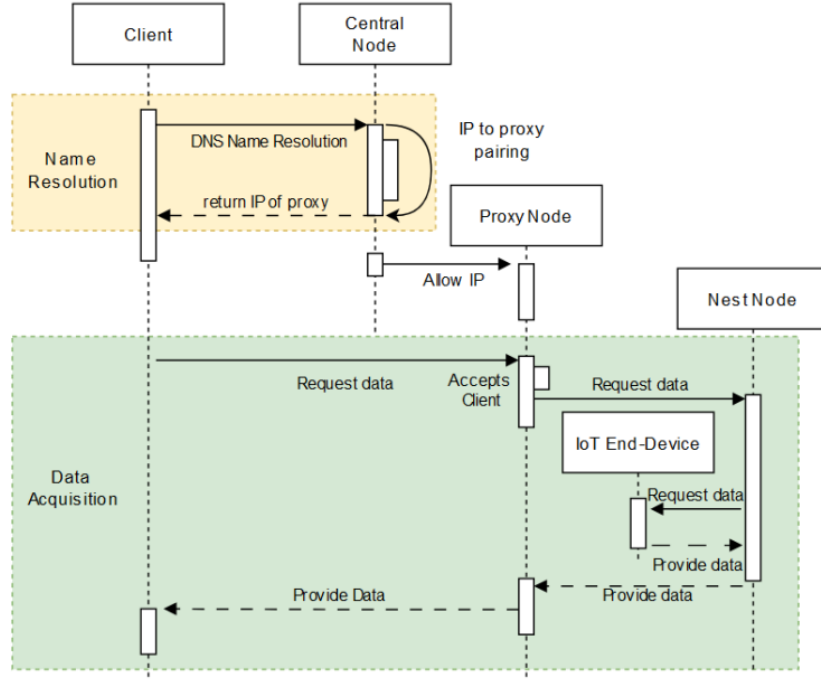 Client
Central
Node
Name
Resolution
DNS Name Resolution
IP to proxy
pairing
return IP of proxy
Proxy Node
Allow IP
Nest Node
Data
Acquisition
Request data
Accepts
Client
Request data
IoT End-Device
Request data
Provide data
Provide data
Provide Data